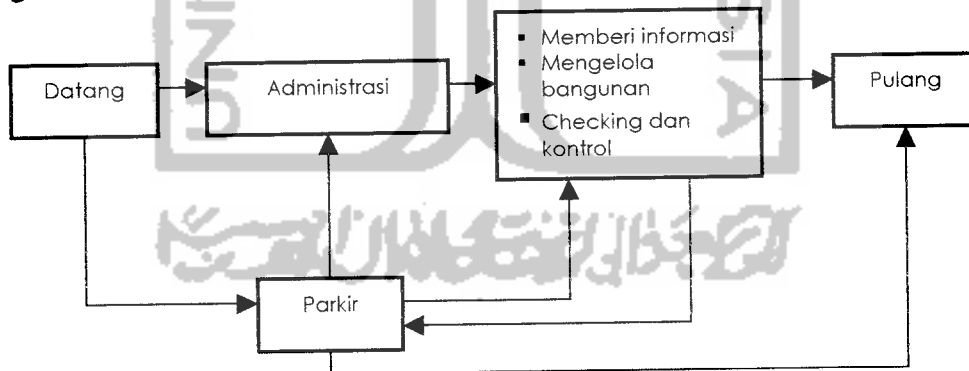 Datang
Administrasi
▪ Memberi informasi
▪ Mengelola
bangunan
▪ Checking dan
kontrol
Pulang
Parkir